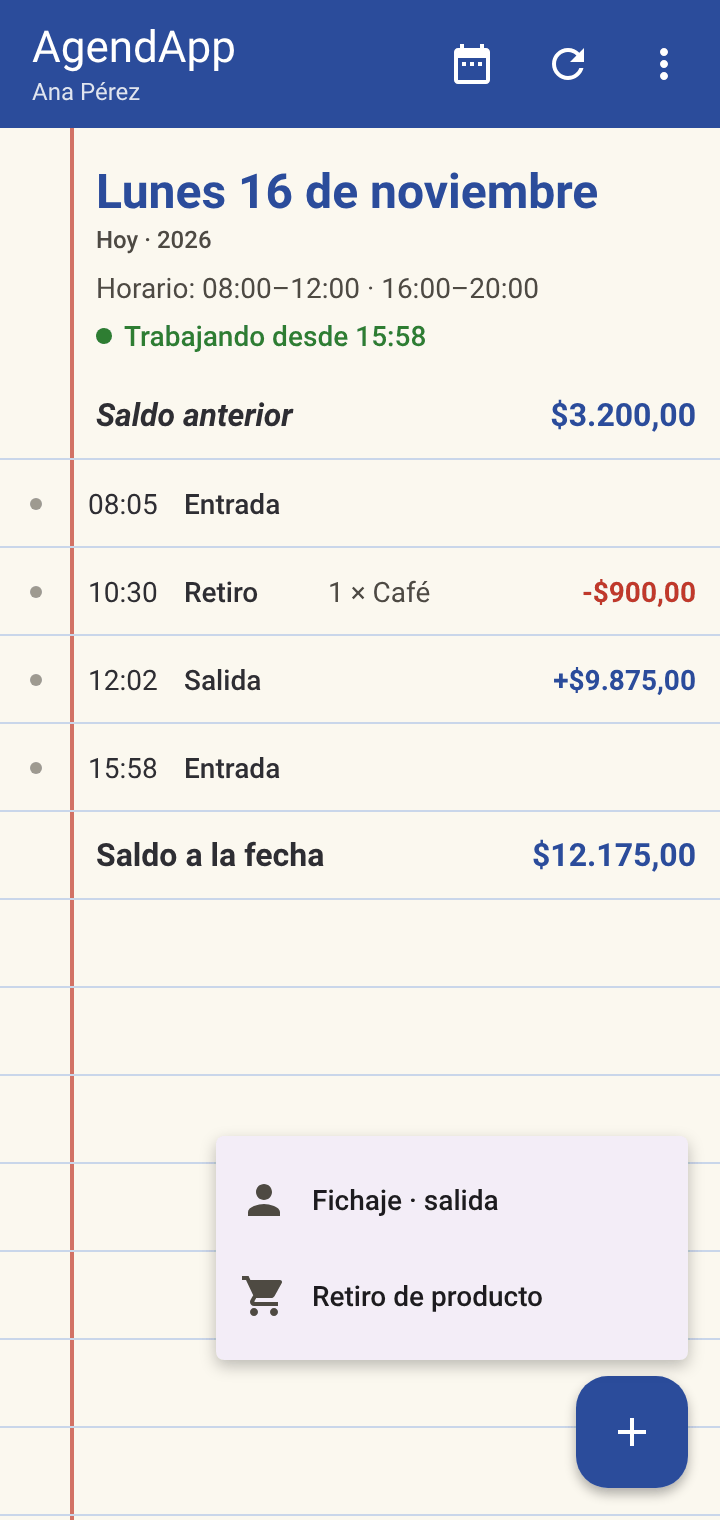 AgendApp
Ana Pérez
Lunes 16 de noviembre
Hoy · 2026
Horario: 08:00–12:00 · 16:00–20:00
Trabajando desde 15:58
Saldo anterior $3.200,00
08:05 Entrada
10:30 Retiro 1 × Café -$900,00
12:02 Salida +$9.875,00
15:58 Entrada
Saldo a la fecha $12.175,00
Fichaje · salida
Retiro de producto